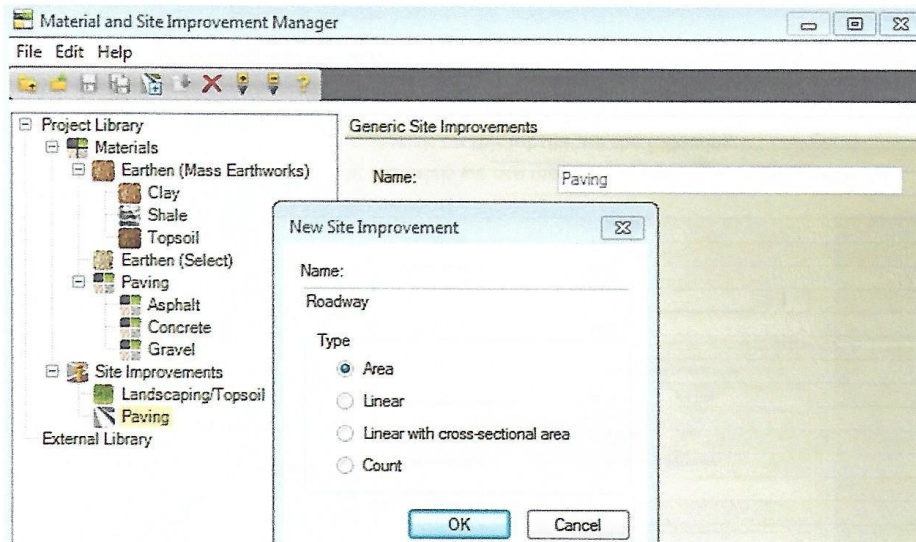 Material and Site Improvement Manager
File Edit Help
Project Library
Materials
Earthen (Mass Earthworks)
Clay
Shale
Topsoil
Earthen (Select)
Paving
Asphalt
Concrete
Gravel
Site Improvements
Landscaping/Topsoil
Paving
External Library
Generic Site Improvements
Name: Paving
New Site Improvement
Name:
Roadway
Type
Area
Linear
Linear with cross-sectional area
Count
OK Cancel